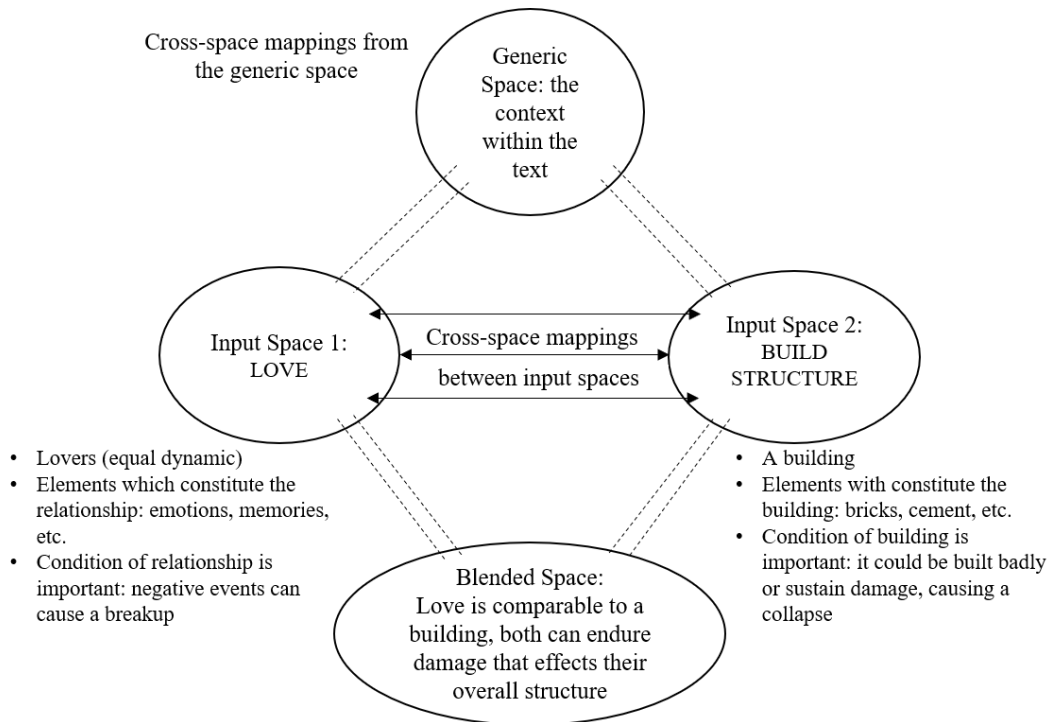 Cross-space mappings from
the generic space
Generic
Space: the
context
within the
text
Input Space 1:
LOVE
Cross-space mappings
between input spaces
Input Space 2:
BUILD
STRUCTURE
• Lovers (equal dynamic)
• Elements which constitute the
relationship: emotions, memories,
etc.
• Condition of relationship is
important: negative events can
cause a breakup
• A building
• Elements with constitute the
building: bricks, cement, etc.
• Condition of building is
important: it could be built badly
or sustain damage, causing a
collapse
Blended Space:
Love is comparable to a
building, both can endure
damage that effects their
overall structure